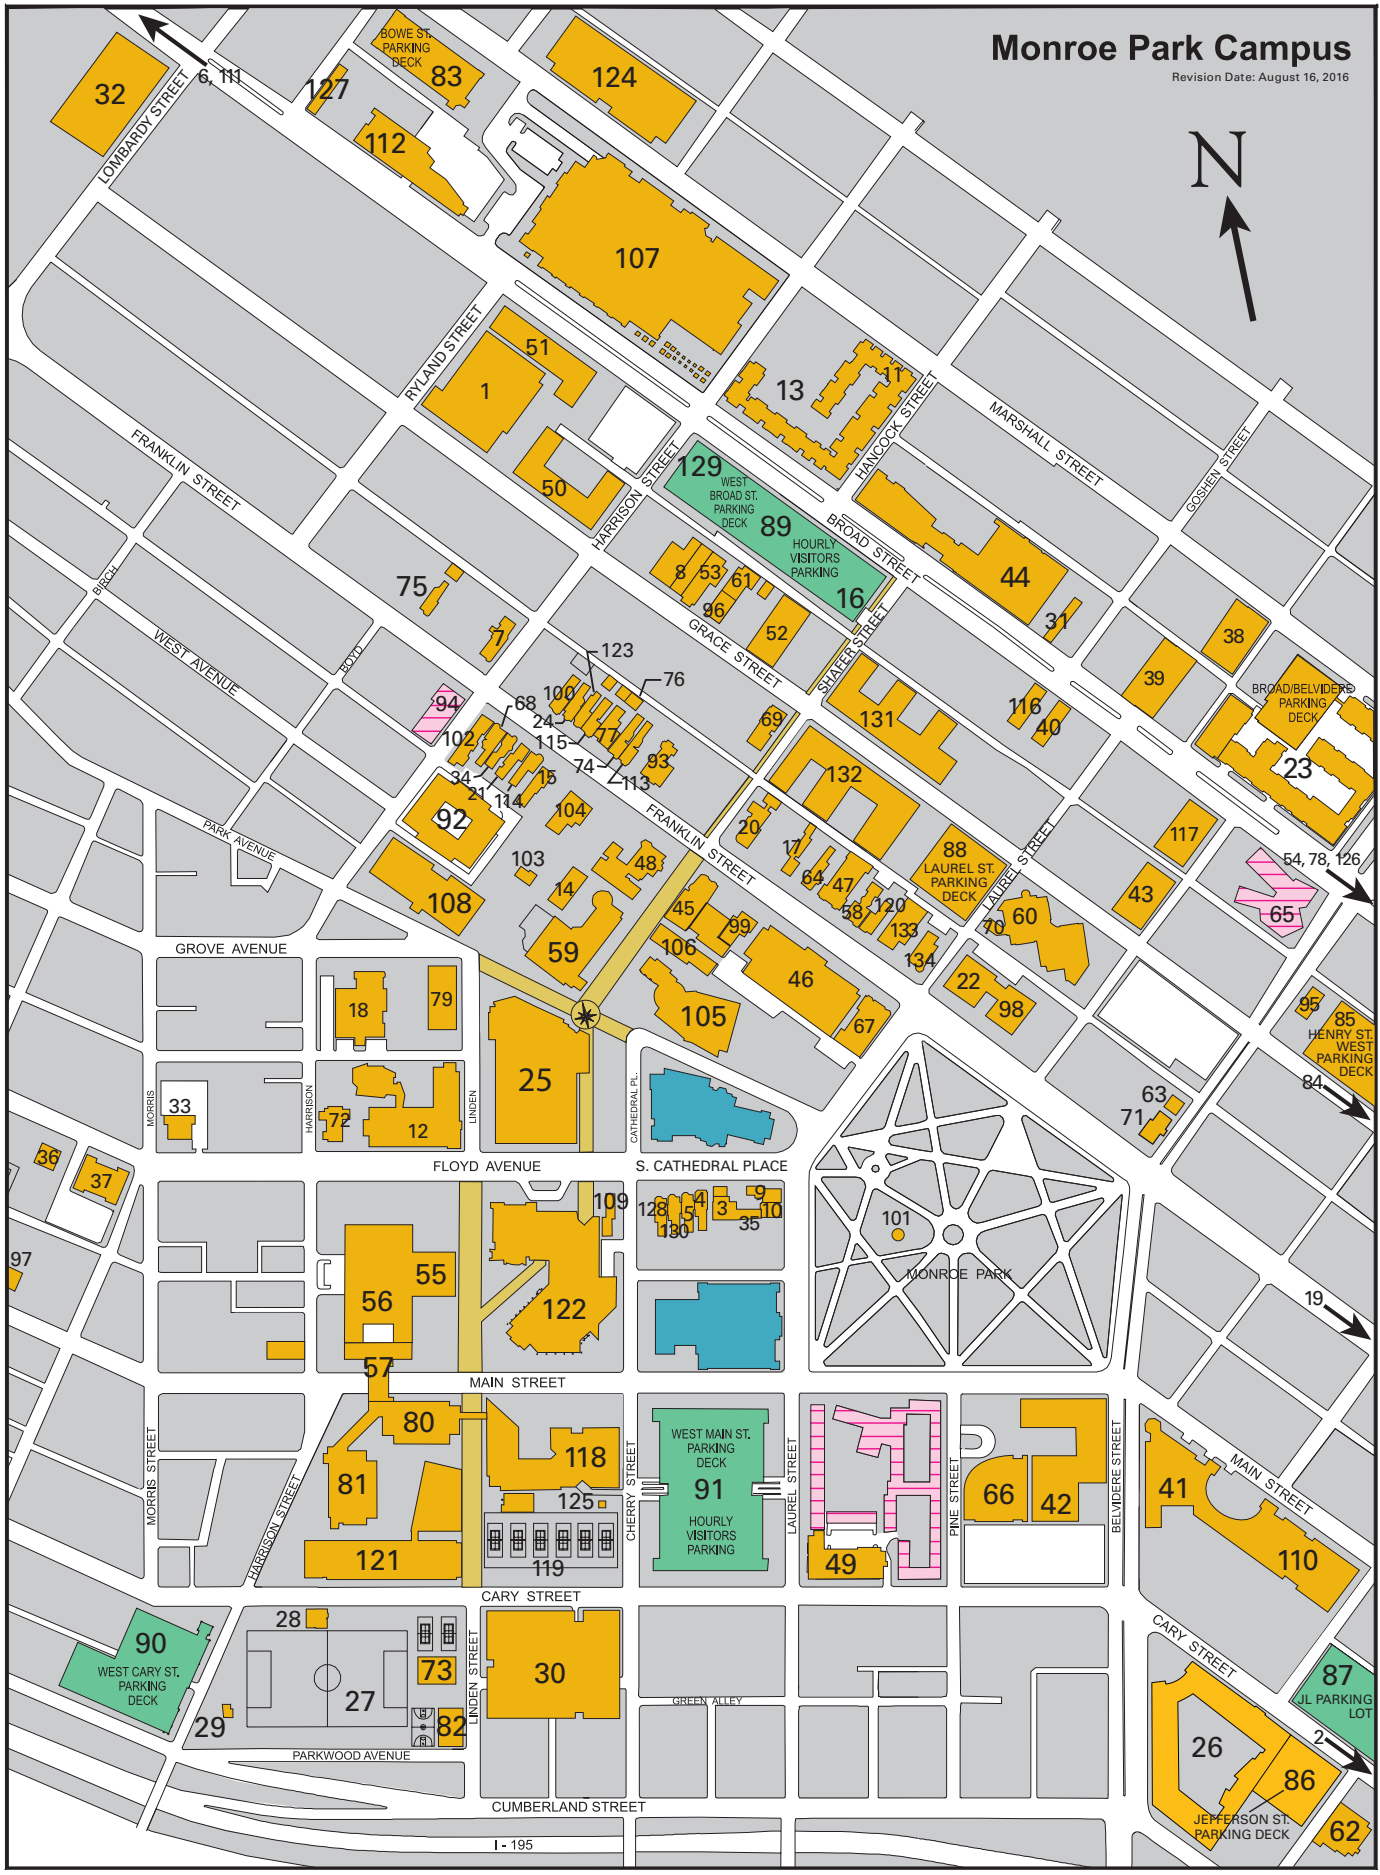 Monroe Park Campus
Revision Date: August 16, 2016
N
BOWE ST.
PARKING
DECK
83
124
6, 111
32
127
112
LOMBARDY STREET
107
RYLAND STREET
51
1
13
11
HANCOCK STREET
MARSHALL STREET
GOSHEN STREET
FRANKLIN STREET
50
HARRISON STREET
129
WEST
BROAD ST.
PARKING
DECK
89
HOURLY
VISITORS
PARKING
16
BROAD STREET
44
31
38
39
BROAD/BELVIDERE
PARKING
DECK
23
BIRCH
75
7
8
53
61
96
52
GRACE STREET
SHAFER STREET
WEST AVENUE
BOYD
94
123
76
100
24
115
77
74
113
93
69
131
116
40
68
102
34
21
114
15
104
92
132
20
17
64
47
58
120
133
134
88
LAUREL ST.
PARKING
DECK
LAUREL STREET
117
54, 78, 126
43
65
PARK AVENUE
FRANKLIN STREET
103
14
48
108
45
99
106
59
46
70
60
22
98
95
85
HENRY ST.
WEST
PARKING
DECK
84
GROVE AVENUE
18
79
105
67
25
MORRIS
33
HARRISON
72
12
LINDEN
CATHEDRAL PL.
63
71
36
37
FLOYD AVENUE
S. CATHEDRAL PLACE
109
128
130
5
4
3
9
10
35
101
MONROE PARK
97
55
56
122
19
57
MAIN STREET
80
118
81
125
119
121
WEST MAIN ST.
PARKING
DECK
91
HOURLY
VISITORS
PARKING
CHERRY STREET
LAUREL STREET
49
PINE STREET
66
42
BELVIDERE STREET
41
MAIN STREET
110
MORRIS STREET
HARRISON STREET
CARY STREET
28
90
WEST CARY ST.
PARKING
DECK
27
29
73
82
LINDEN STREET
30
GREEN ALLEY
CARY STREET
87
JL PARKING
LOT
2
26
86
JEFFERSON ST.
PARKING DECK
62
PARKWOOD AVENUE
CUMBERLAND STREET
I - 195